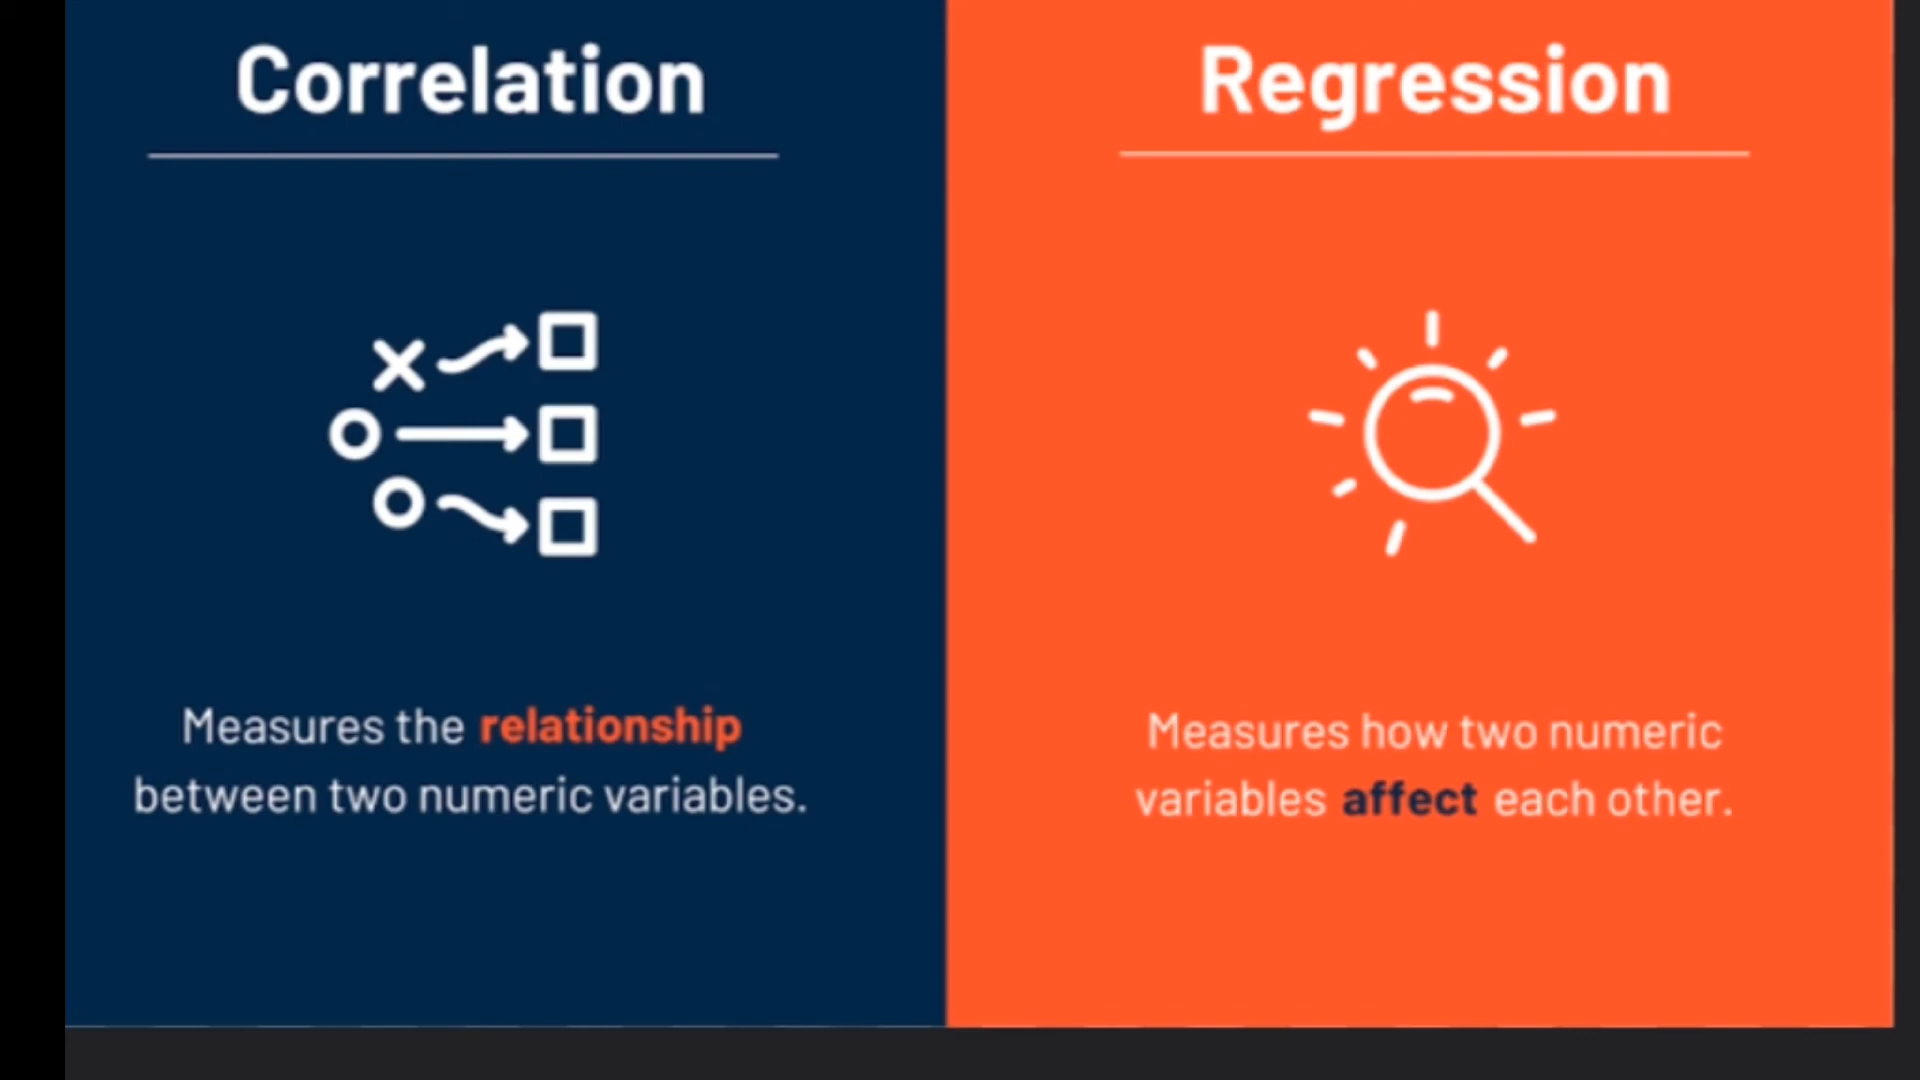 Correlation
Measures the relationship
between two numeric variables.
Regression
Measures how two numeric
variables affect each other.